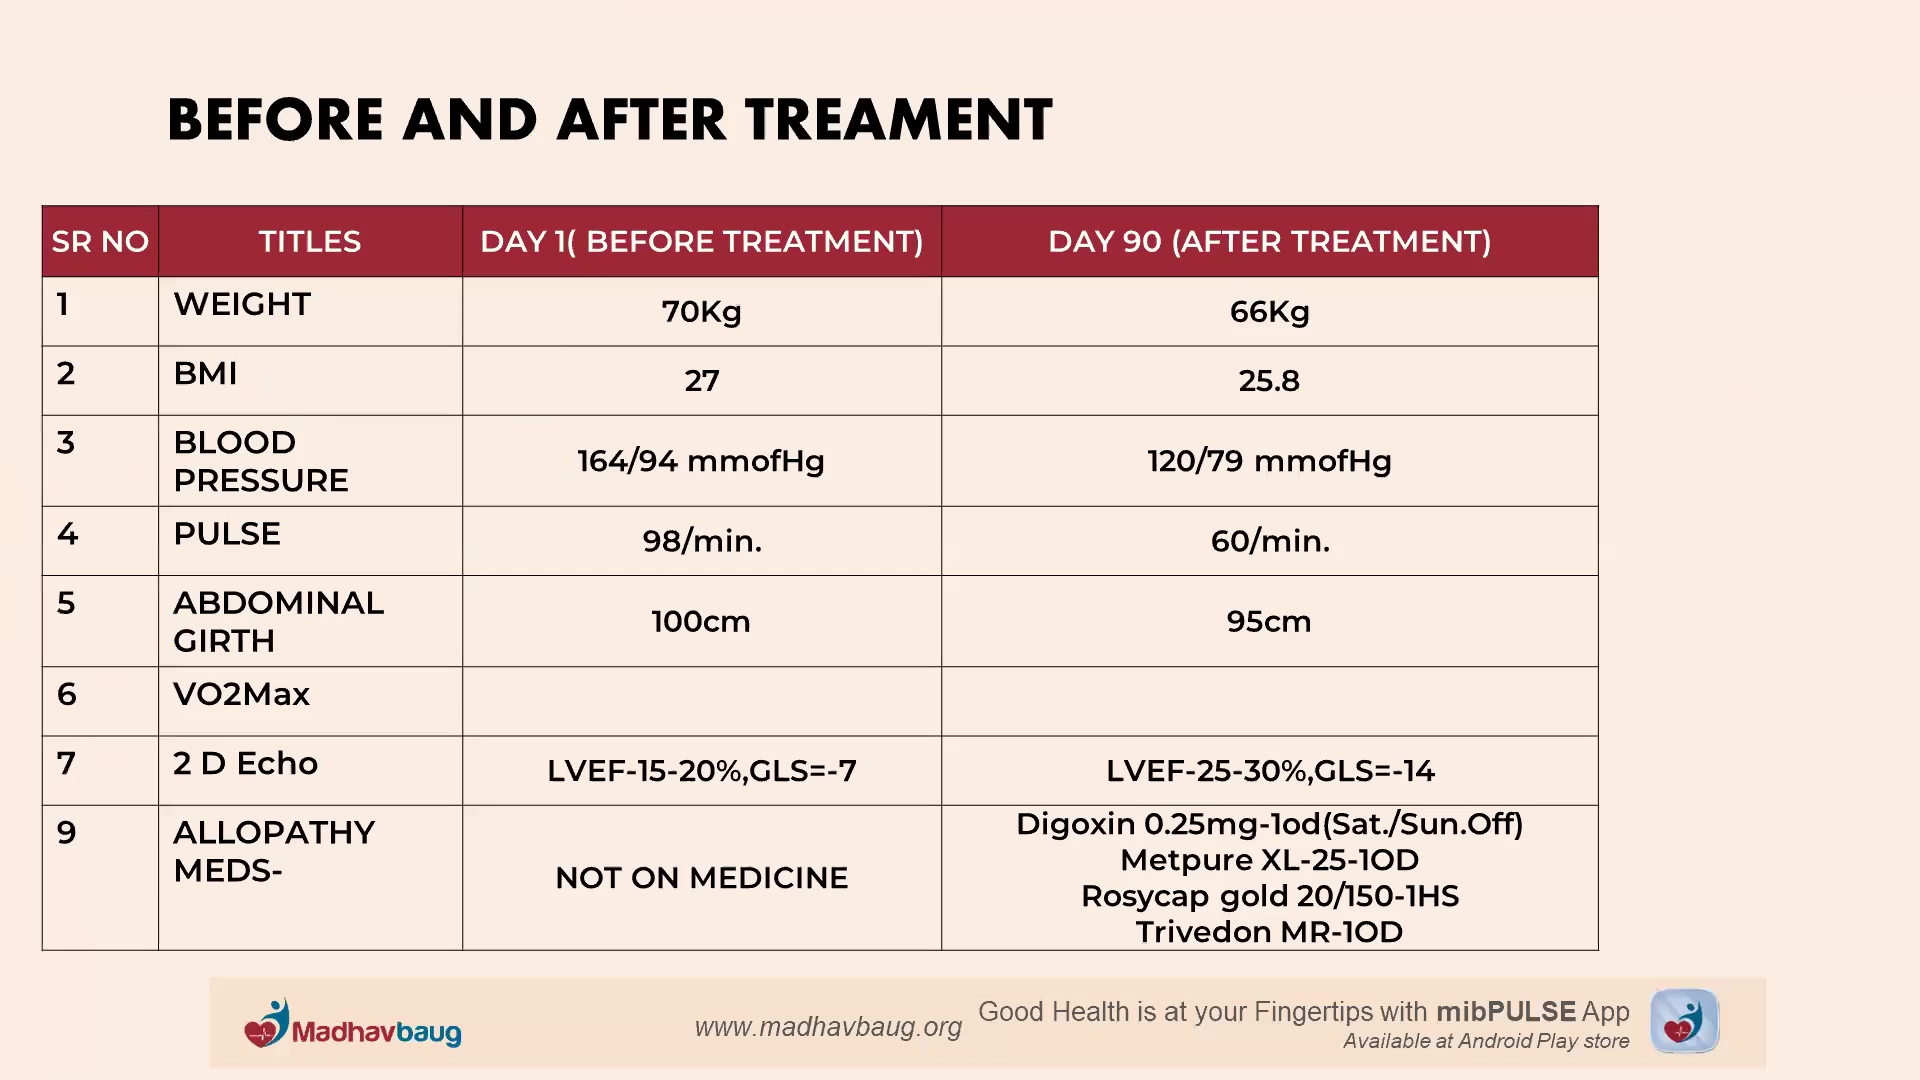 BEFORE AND AFTER TREAMENT
SR NO TITLES DAY 1( BEFORE TREATMENT) DAY 90 (AFTER TREATMENT)
1 WEIGHT 70Kg 66Kg
2 BMI 27 25.8
3 BLOOD PRESSURE 164/94 mmofHg 120/79 mmofHg
4 PULSE 98/min. 60/min.
5 ABDOMINAL GIRTH 100cm 95cm
6 VO2Max
7 2 D Echo LVEF-15-20%,GLS=-7 LVEF-25-30%,GLS=-14
9 ALLOPATHY MEDS- NOT ON MEDICINE Digoxin 0.25mg-1od(Sat./Sun.Off)
Metpure XL-25-1OD
Rosycap gold 20/150-1HS
Trivedon MR-1OD
Madhavbaug
www.madhavbaug.org
Good Health is at your Fingertips with mibPULSE App
Available at Android Play store